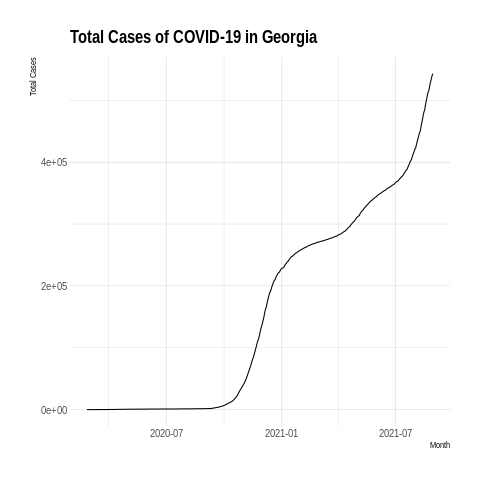 Total Cases of COVID-19 in Georgia
Total Cases
4e+05
2e+05
0e+00
2020-07
2021-01
2021-07
Month